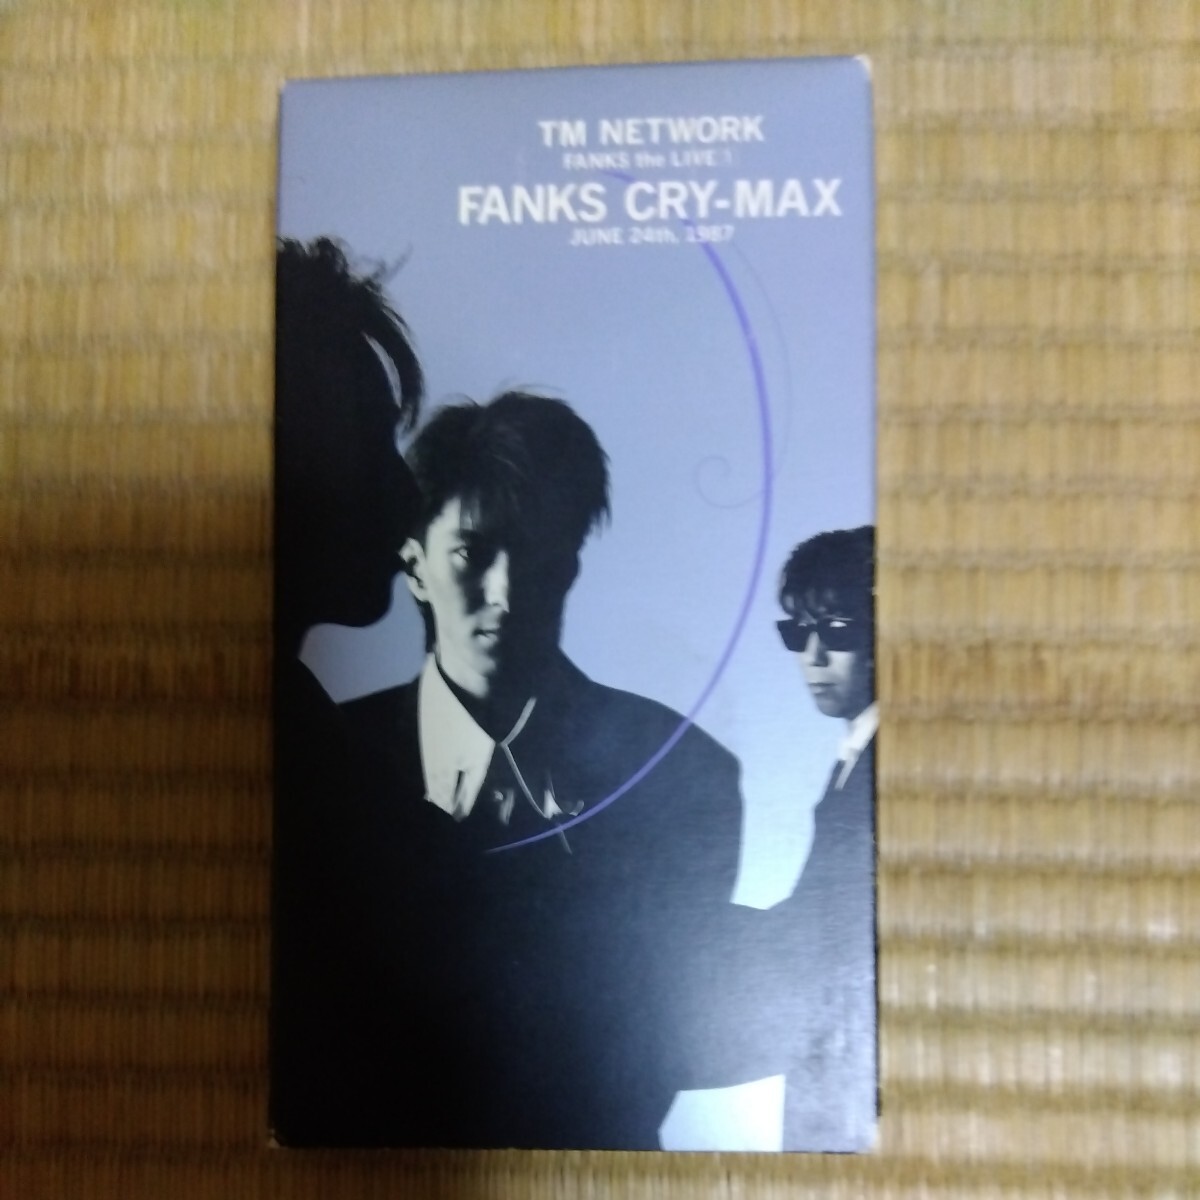 TM NETWORK
FANKS the LIVE 1
FANKS CRY-MAX
JUNE 24th, 1987